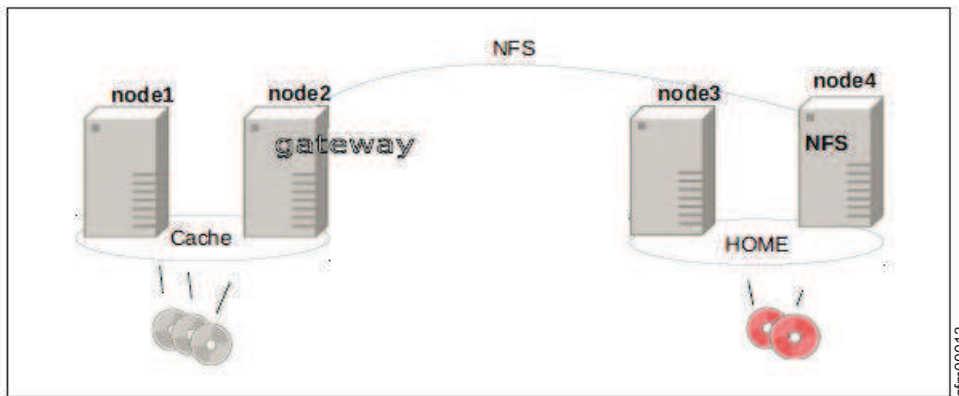 NFS
node1
node2
gateway
node3
node4
NFS
Cache
HOME